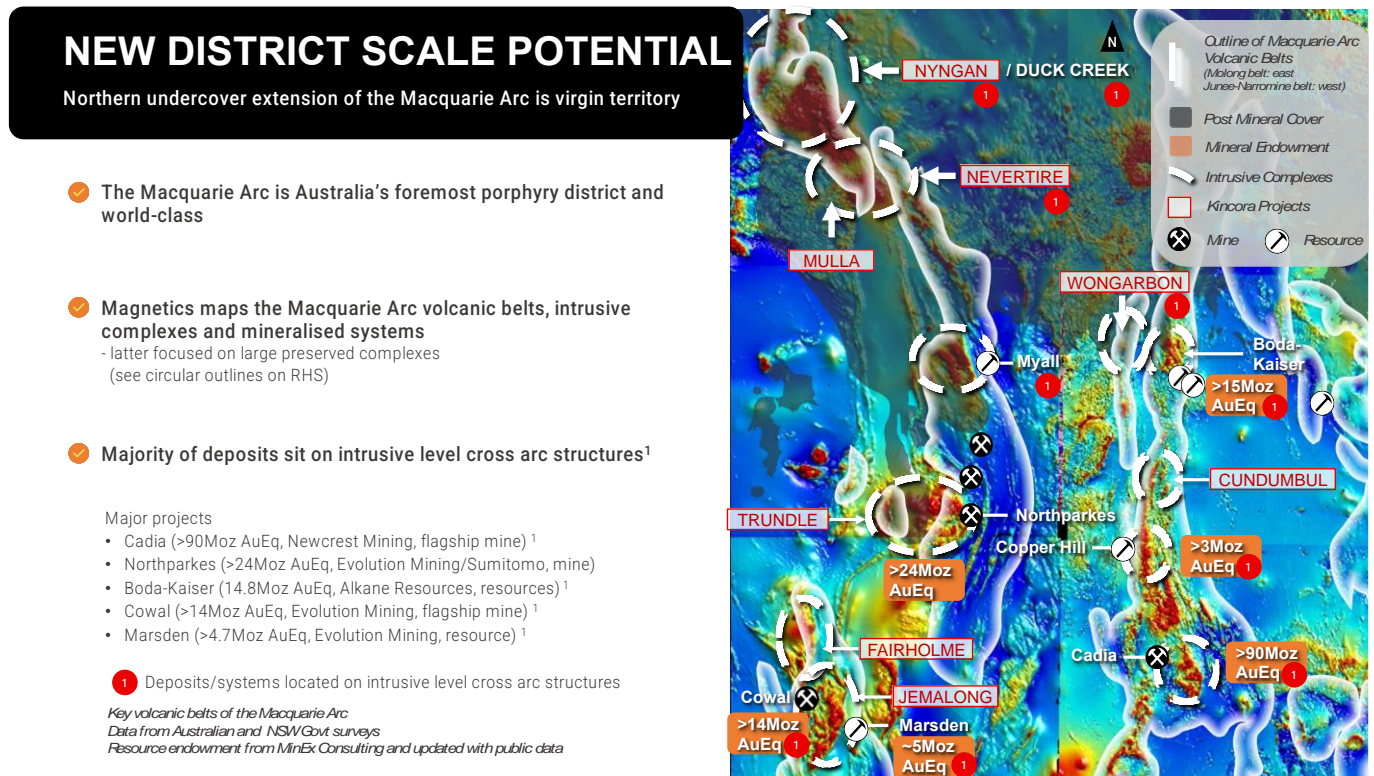 NEW DISTRICT SCALE POTENTIAL
Northern undercover extension of the Macquarie Arc is virgin territory
The Macquarie Arc is Australia’s foremost porphyry district and
world-class
Magnetics maps the Macquarie Arc volcanic belts, intrusive
complexes and mineralised systems
- latter focused on large preserved complexes
(see circular outlines on RHS)
Majority of deposits sit on intrusive level cross arc structures¹
Major projects
• Cadia (>90Moz AuEq, Newcrest Mining, flagship mine) ¹
• Northparkes (>24Moz AuEq, Evolution Mining/Sumitomo, mine)
• Boda-Kaiser (14.8Moz AuEq, Alkane Resources, resources) ¹
• Cowal (>14Moz AuEq, Evolution Mining, flagship mine) ¹
• Marsden (>4.7Moz AuEq, Evolution Mining, resource) ¹
1 Deposits/systems located on intrusive level cross arc structures
Key volcanic belts of the Macquarie Arc
Data from Australian and NSW Govt surveys
Resource endowment from MinEx Consulting and updated with public data
N
Outline of Macquarie Arc
Volcanic Belts
(Molong belt: east
Junee-Narromine belt: west)
Post Mineral Cover
Mineral Endowment
Intrusive Complexes
Kincora Projects
Mine Resource
NYNGAN / DUCK CREEK
1 1
NEVERTIRE
1
MULLA
WONGARBON
1
Boda-
Kaiser
>15Moz
AuEq 1
Myall
1
CUNDUMBUL
TRUNDLE
Northparkes
>24Moz
AuEq
Copper Hill
>3Moz
AuEq 1
FAIRHOLME
Cadia
>90Moz
AuEq 1
JEMALONG
Cowal
>14Moz
AuEq 1
Marsden
~5Moz
AuEq 1